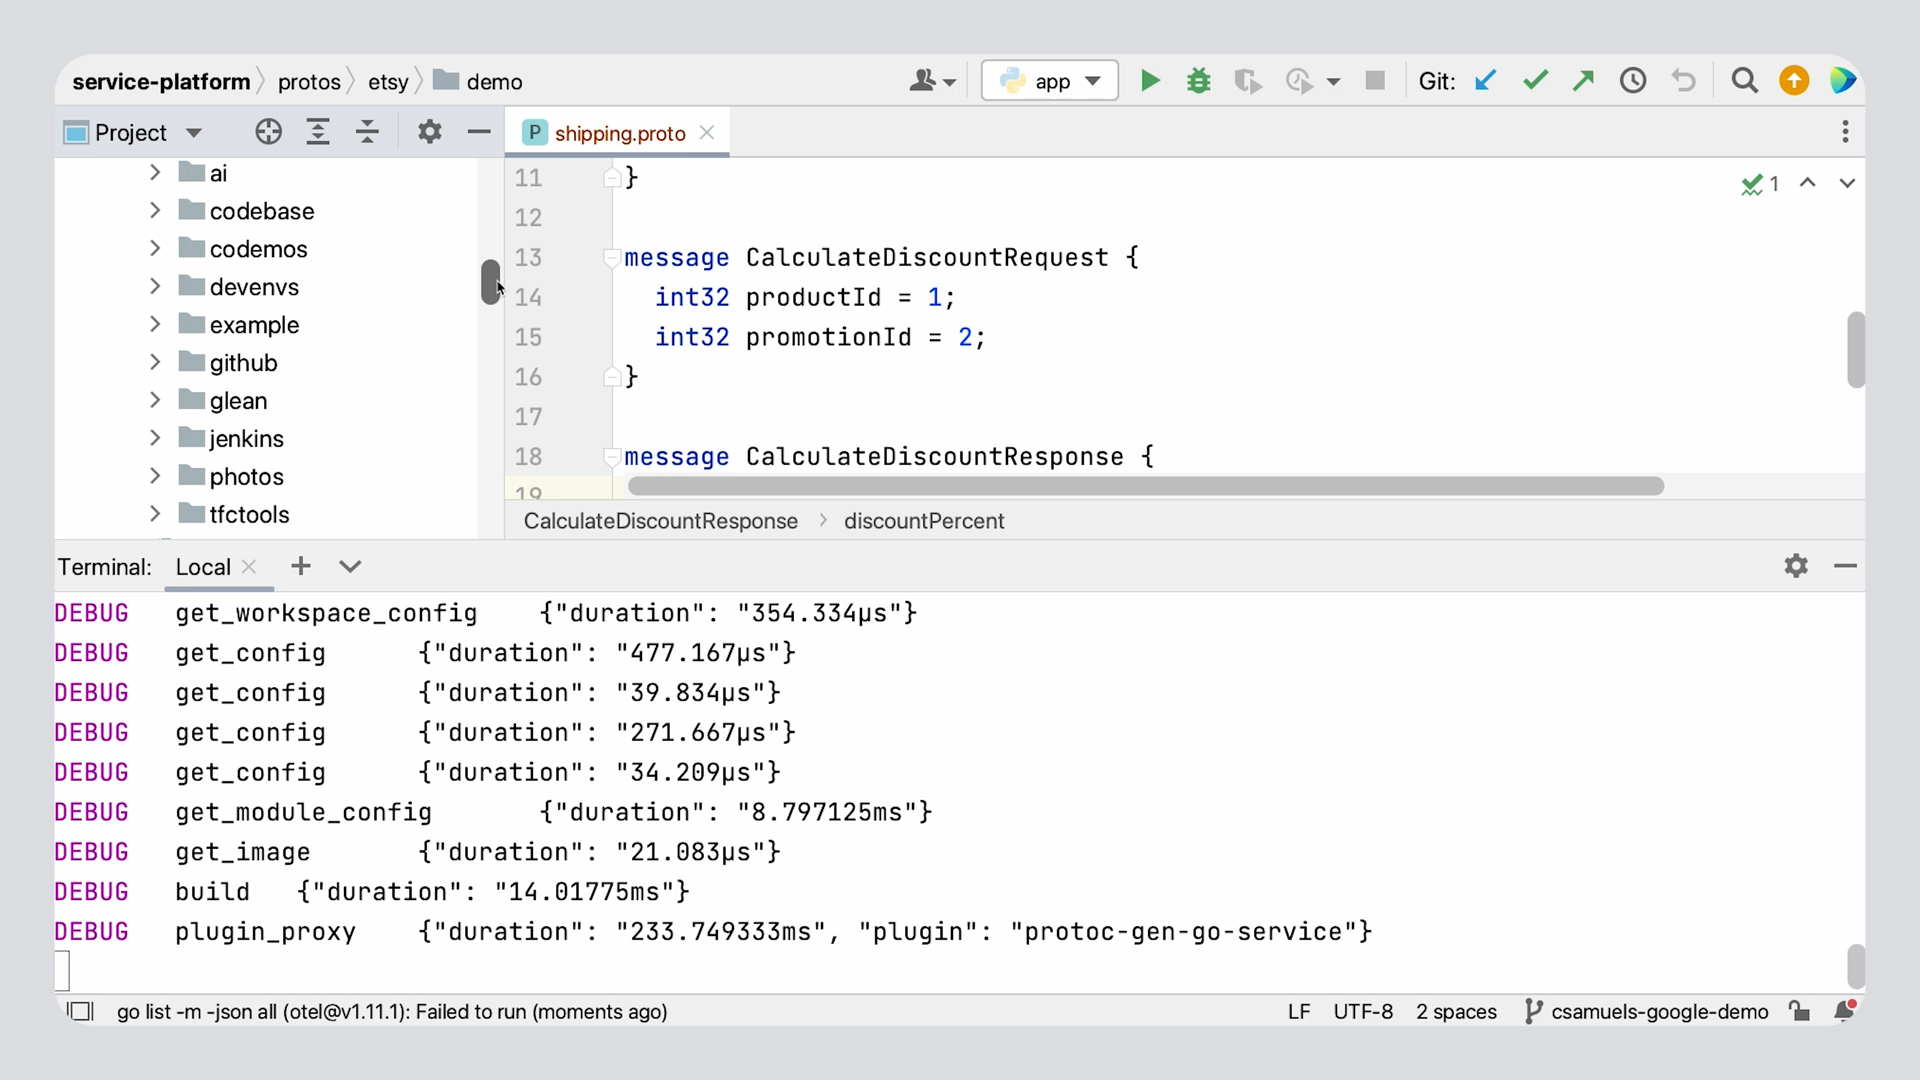 service-platform protos etsy demo app Git:
Project
P shipping.proto
ai
codebase
codemos
devenvs
example
github
glean
jenkins
photos
tfctools
11 }
12
13 message CalculateDiscountRequest {
14 int32 productId = 1;
15 int32 promotionId = 2;
16 }
17
18 message CalculateDiscountResponse {
19
1
CalculateDiscountResponse discountPercent
Terminal: Local
DEBUG get_workspace_config {"duration": "354.334µs"}
DEBUG get_config {"duration": "477.167µs"}
DEBUG get_config {"duration": "39.834µs"}
DEBUG get_config {"duration": "271.667µs"}
DEBUG get_config {"duration": "34.209µs"}
DEBUG get_module_config {"duration": "8.797125ms"}
DEBUG get_image {"duration": "21.083µs"}
DEBUG build {"duration": "14.01775ms"}
DEBUG plugin_proxy {"duration": "233.749333ms", "plugin": "protoc-gen-go-service"}
go list -m -json all (otel@v1.11.1): Failed to run (moments ago) LF UTF-8 2 spaces csamuels-google-demo